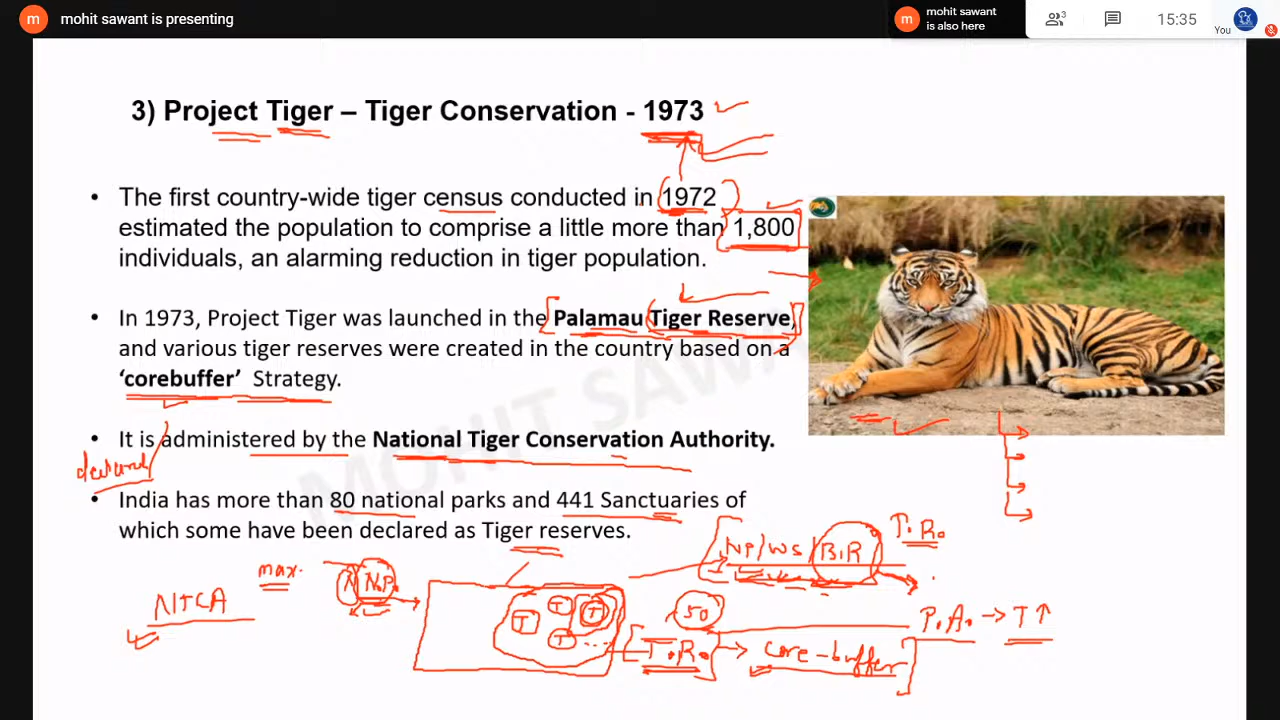 m mohit sawant is presenting
m mohit sawant is also here
3
15:35
You
3) Project Tiger – Tiger Conservation - 1973
• The first country-wide tiger census conducted in 1972
estimated the population to comprise a little more than 1,800
individuals, an alarming reduction in tiger population.
• In 1973, Project Tiger was launched in the Palamau Tiger Reserve,
and various tiger reserves were created in the country based on a
‘corebuffer’ Strategy.
• It is administered by the National Tiger Conservation Authority.
demand
• India has more than 80 national parks and 441 Sanctuaries of
which some have been declared as Tiger reserves.
NP/WS/B.R
T.R.
max.
NP.
NTCA
T T T T
50
P.A. → T↑
T.R. → core-buffer
MOHIT SAWA